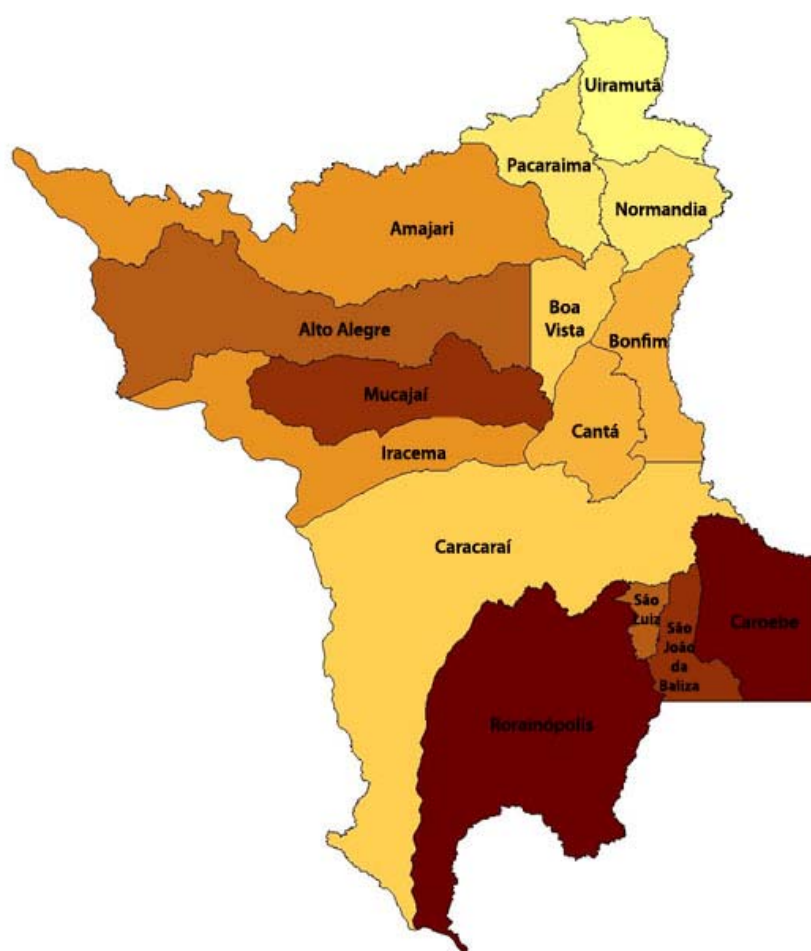 Uiramutã
Pacaraima
Normandia
Amajari
Boa
Vista
Alto Alegre
Bonfim
Mucajaí
Cantá
Iracema
Caracaraí
São
Luiz
São
João
da
Baliza
Caroebe
Rorainópolis